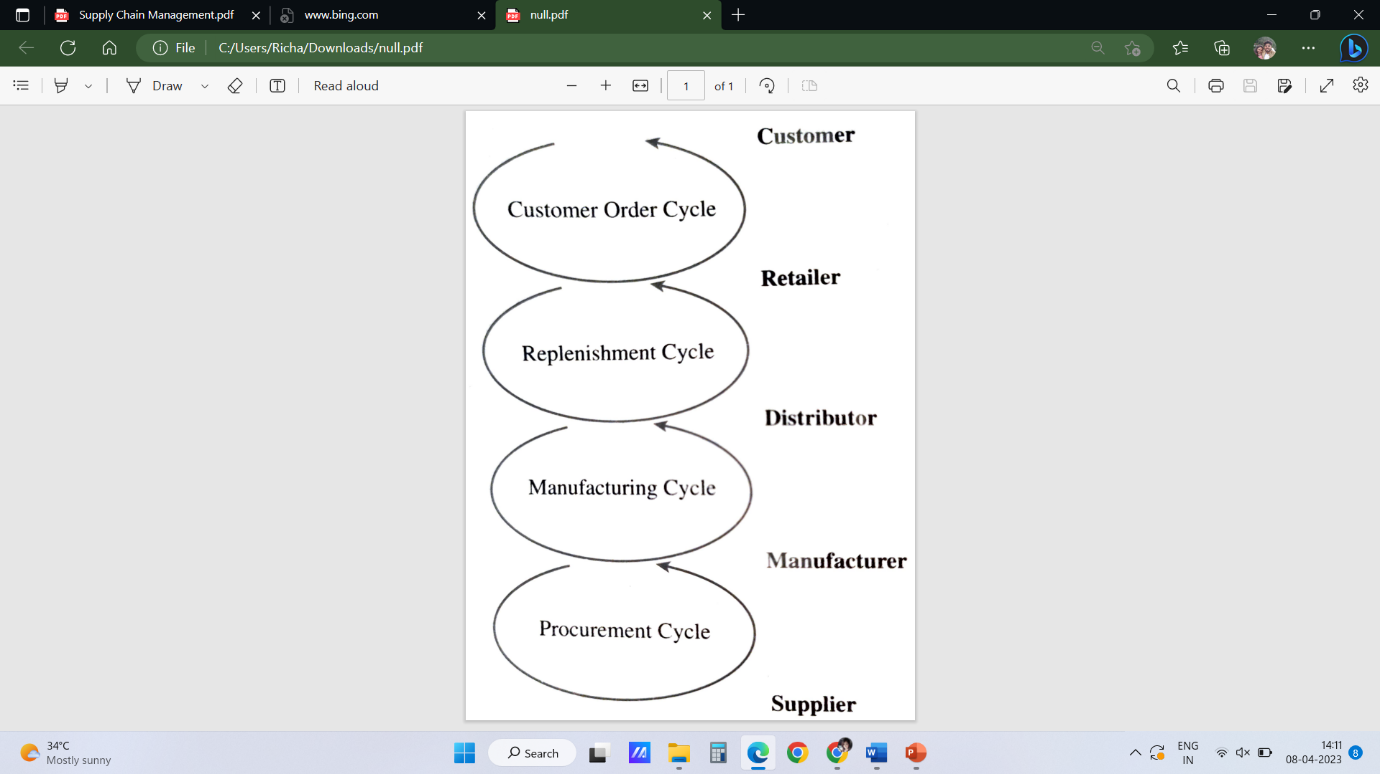 Supply Chain Management.pdf
www.bing.com
null.pdf
File
C:/Users/Richa/Downloads/null.pdf
Draw
Read aloud
1
of 1
Customer
Customer Order Cycle
Retailer
Replenishment Cycle
Distributor
Manufacturing Cycle
Manufacturer
Procurement Cycle
Supplier
34°C
Mostly sunny
Search
ENG
IN
14:11
08-04-2023
8